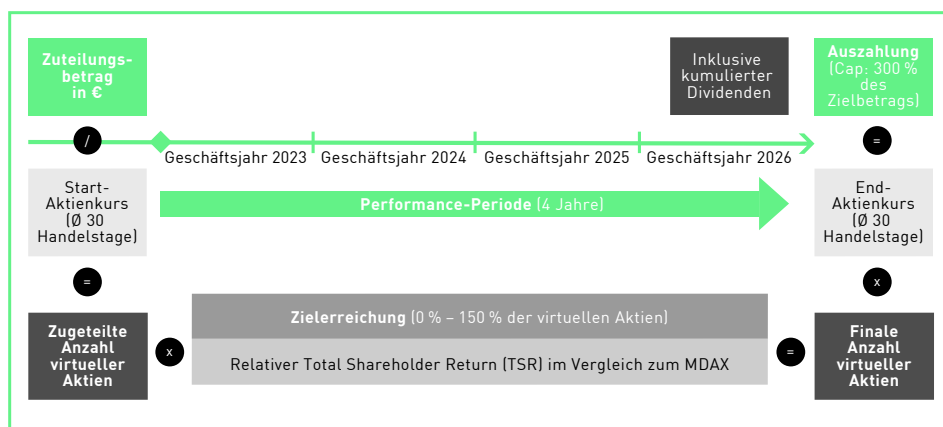 Zuteilungs-
betrag
in €
Inklusive
kumulierter
Dividenden
Auszahlung
(Cap: 300 %
des
Zielbetrags)
/
=
Geschäftsjahr 2023
Geschäftsjahr 2024
Geschäftsjahr 2025
Geschäftsjahr 2026
Start-
Aktienkurs
(Ø 30
Handelstage)
Performance-Periode (4 Jahre)
End-
Aktienkurs
(Ø 30
Handelstage)
=
x
Zugeteilte
Anzahl
virtueller
Aktien
x
Zielerreichung (0 % – 150 % der virtuellen Aktien)
Relativer Total Shareholder Return (TSR) im Vergleich zum MDAX
=
Finale
Anzahl
virtueller
Aktien